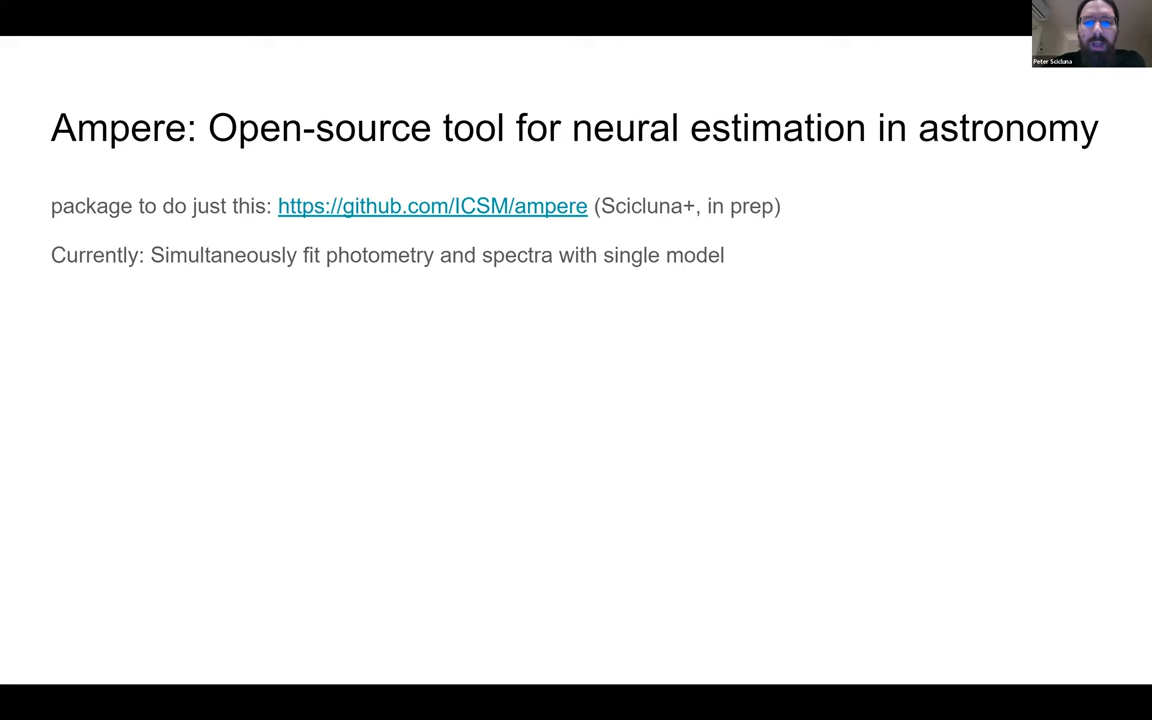 Peter Scicluna
Ampere: Open-source tool for neural estimation in astronomy
package to do just this: https://github.com/ICSM/ampere (Scicluna+, in prep)
Currently: Simultaneously fit photometry and spectra with single model